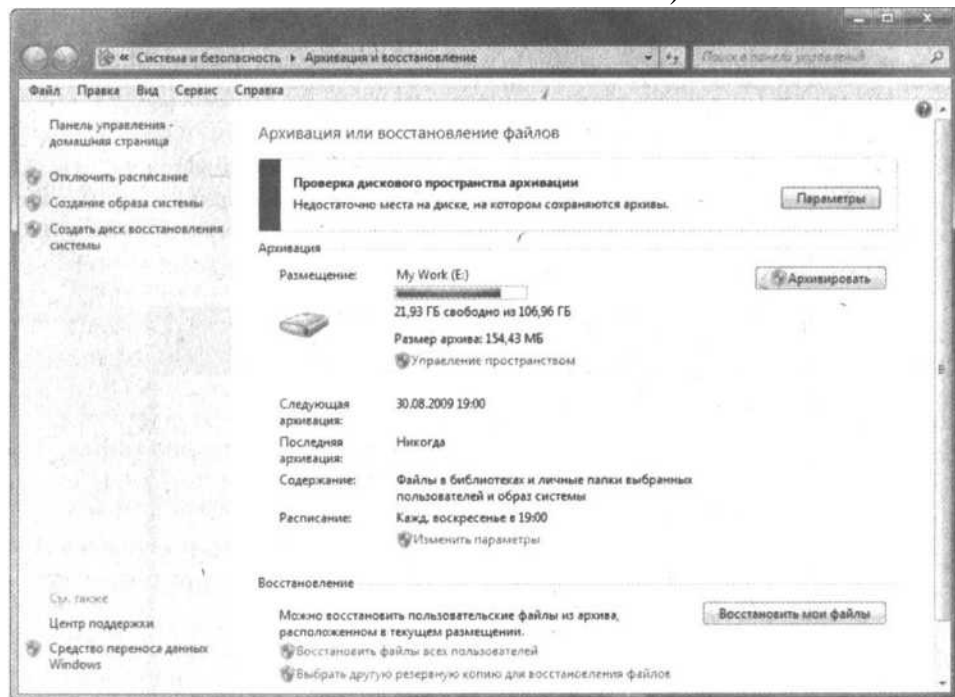 « Система и безопасность ▸ Архивация и восстановление
Поиск в панели управления
Файл Правка Вид Сервис Справка
Панель управления -
домашняя страница
Отключить расписание
Создание образа системы
Создать диск восстановления
системы
Архивация или восстановление файлов
Проверка дискового пространства архивации
Недостаточно места на диске, на котором сохраняются архивы.
Параметры
Архивация
Размещение:
My Work (E:)
Архивировать
21,93 ГБ свободно из 106,96 ГБ
Размер архива: 154,43 МБ
Управление пространством
Следующая
архивация:
30.08.2009 19:00
Последняя
архивация:
Никогда
Содержание:
Файлы в библиотеках и личные папки выбранных
пользователей и образ системы
Расписание:
Кажд. воскресенье в 19:00
Изменить параметры
Восстановление
Можно восстановить пользовательские файлы из архива,
расположенном в текущем размещении.
Восстановить мои файлы
Восстановить файлы всех пользователей
Выбрать другую резервную копию для восстановления файлов
См. также
Центр поддержки
Средство переноса данных
Windows